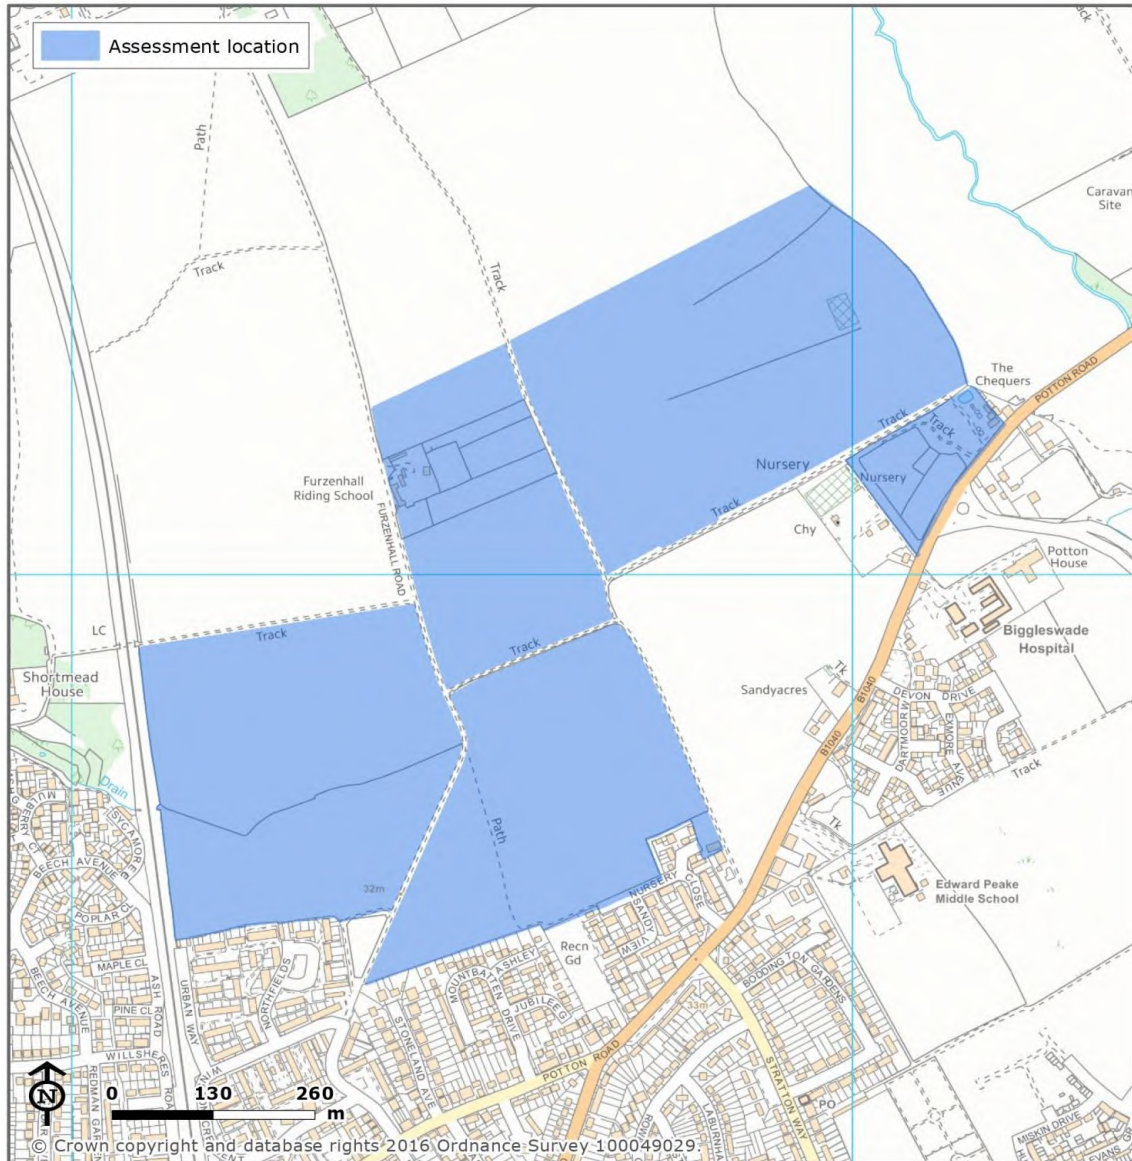 Assessment location
Path
Track
Track
Caravan
Site
The
Chequers
POTTON ROAD
Track
Track
Nursery
Nursery
Furzenhall
Riding School
FURZENHALL ROAD
Track
Chy
Potton
House
LC
Track
Biggleswade
Hospital
Shortmead
House
Track
Tk
Sandyacres
B1040
DEVON DRIVE
DARTMOOR
EXMORE AVENUE
B1040
Track
Drain
MULBERRY
SYCAMORE
Path
Tk
BEECH AVENUE
32m
NURSERY CLOSE
Edward Peake
Middle School
POPLAR CL
SANDY VIEW
Recn
Gd
MAPLE CL
ASHLEY
BODDINGTON GARDENS
NORTHFIELDS
MOUNTBATTEN DRIVE
JUBILEE
33m
BEECH AVENUE
ASH ROAD
URBAN WAY
PINE CL
STONELAND AVE
POTTON ROAD
STRATTON WAY
REDMAN
PO
MISKIN DRIVE
EVANS
N
0 130 260
m
© Crown copyright and database rights 2016 Ordnance Survey 100049029.